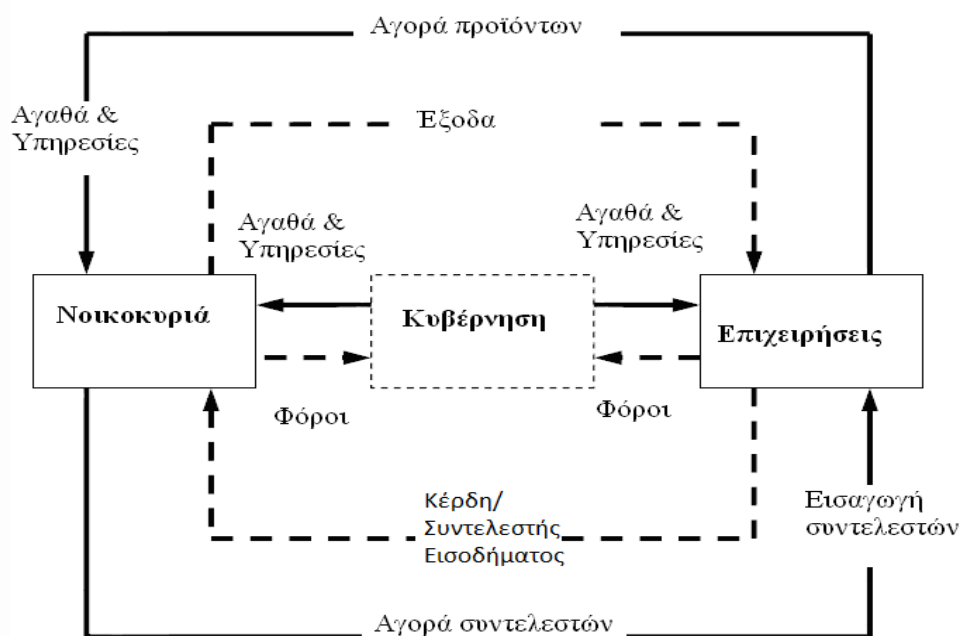 Αγορά προϊόντων
Αγαθά &
Υπηρεσίες
Έξοδα
Αγαθά &
Υπηρεσίες
Αγαθά &
Υπηρεσίες
Νοικοκυριά
Κυβέρνηση
Επιχειρήσεις
Φόροι
Φόροι
Κέρδη/
Συντελεστής
Εισοδήματος
Εισαγωγή
συντελεστών
Αγορά συντελεστών